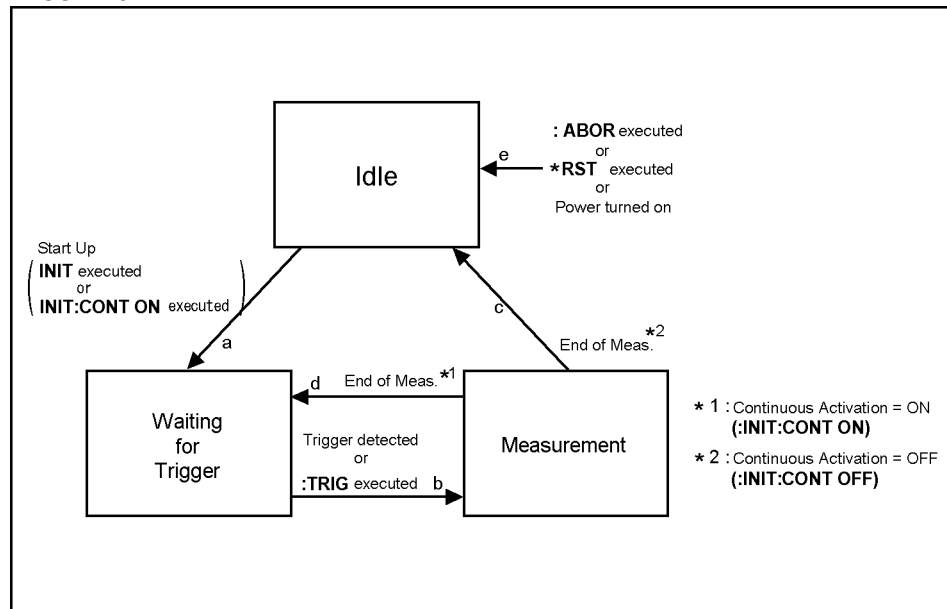 Idle
e
: ABOR executed
or
*RST executed
or
Power turned on
Start Up
INIT executed
or
INIT:CONT ON executed
a
c
End of Meas.*2
Waiting
for
Trigger
d End of Meas.*1
Trigger detected
or
:TRIG executed b
Measurement
*1 : Continuous Activation = ON
(:INIT:CONT ON)
*2 : Continuous Activation = OFF
(:INIT:CONT OFF)